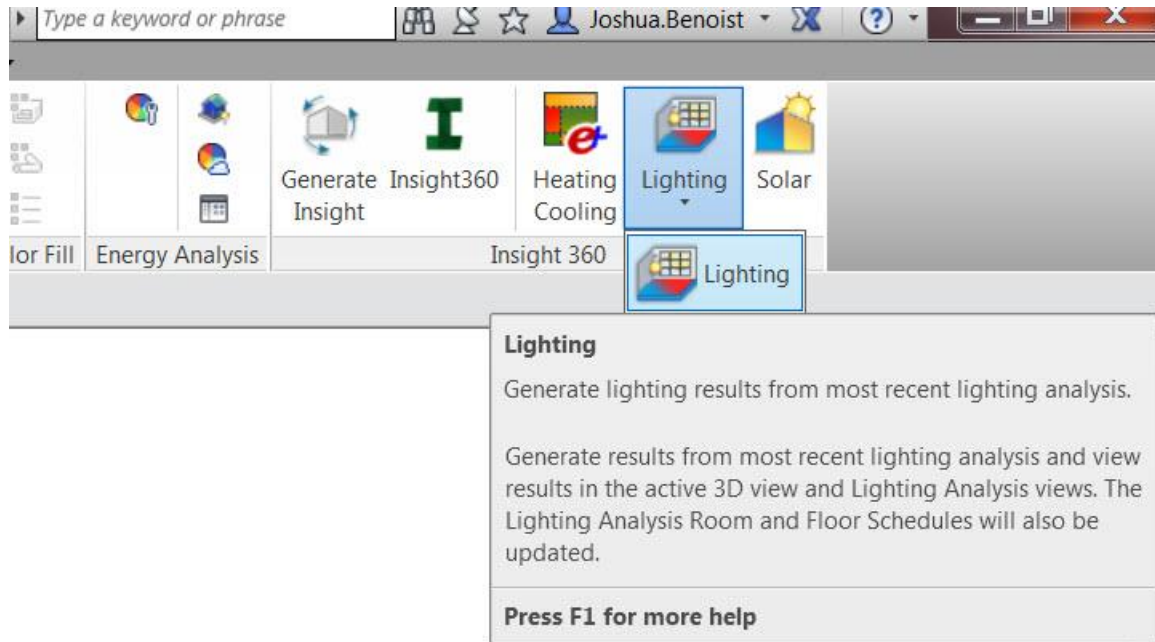 Type a keyword or phrase
Joshua.Benoist
Generate
Insight
Insight360
Heating
Cooling
Lighting
Solar
lor Fill
Energy Analysis
Insight 360
Lighting
Lighting
Generate lighting results from most recent lighting analysis.
Generate results from most recent lighting analysis and view
results in the active 3D view and Lighting Analysis views. The
Lighting Analysis Room and Floor Schedules will also be
updated.
Press F1 for more help